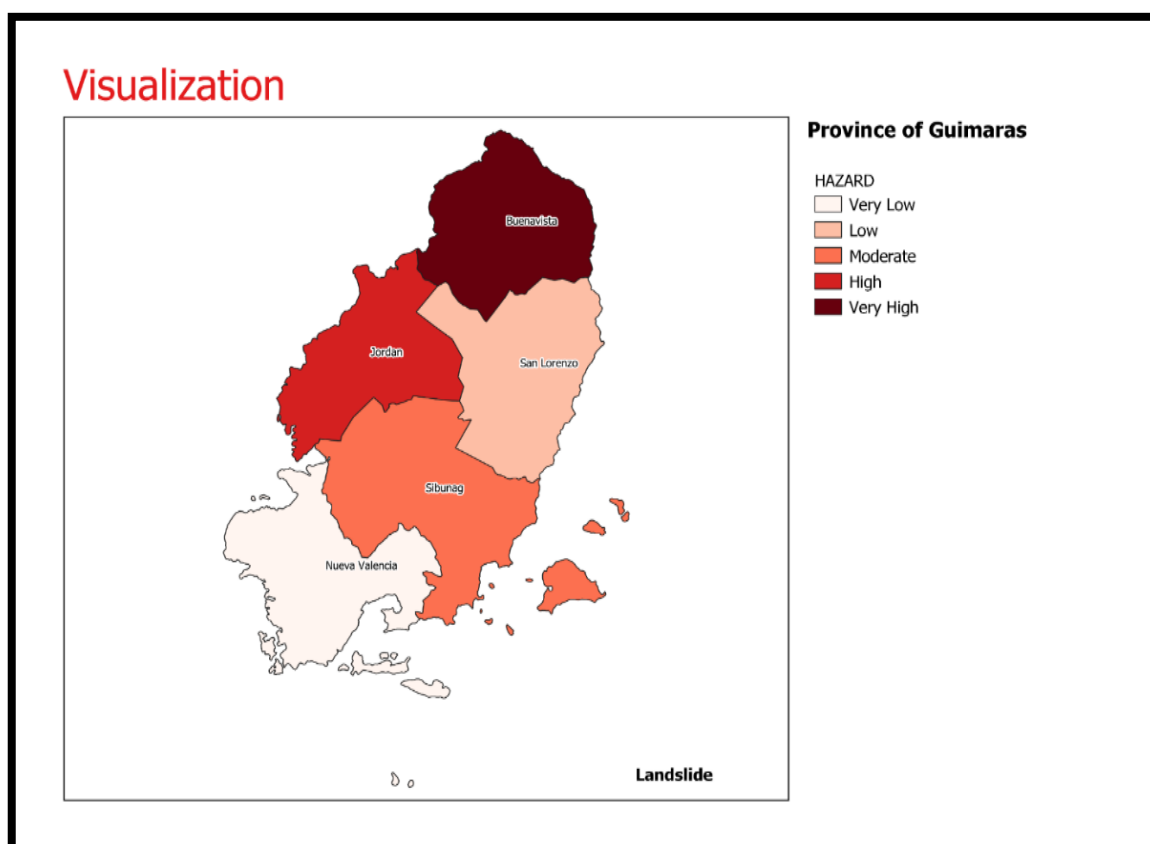 Visualization
Province of Guimaras
HAZARD
Very Low
Low
Moderate
High
Very High
Buenavista
Jordan
San Lorenzo
Sibunag
Nueva Valencia
Landslide